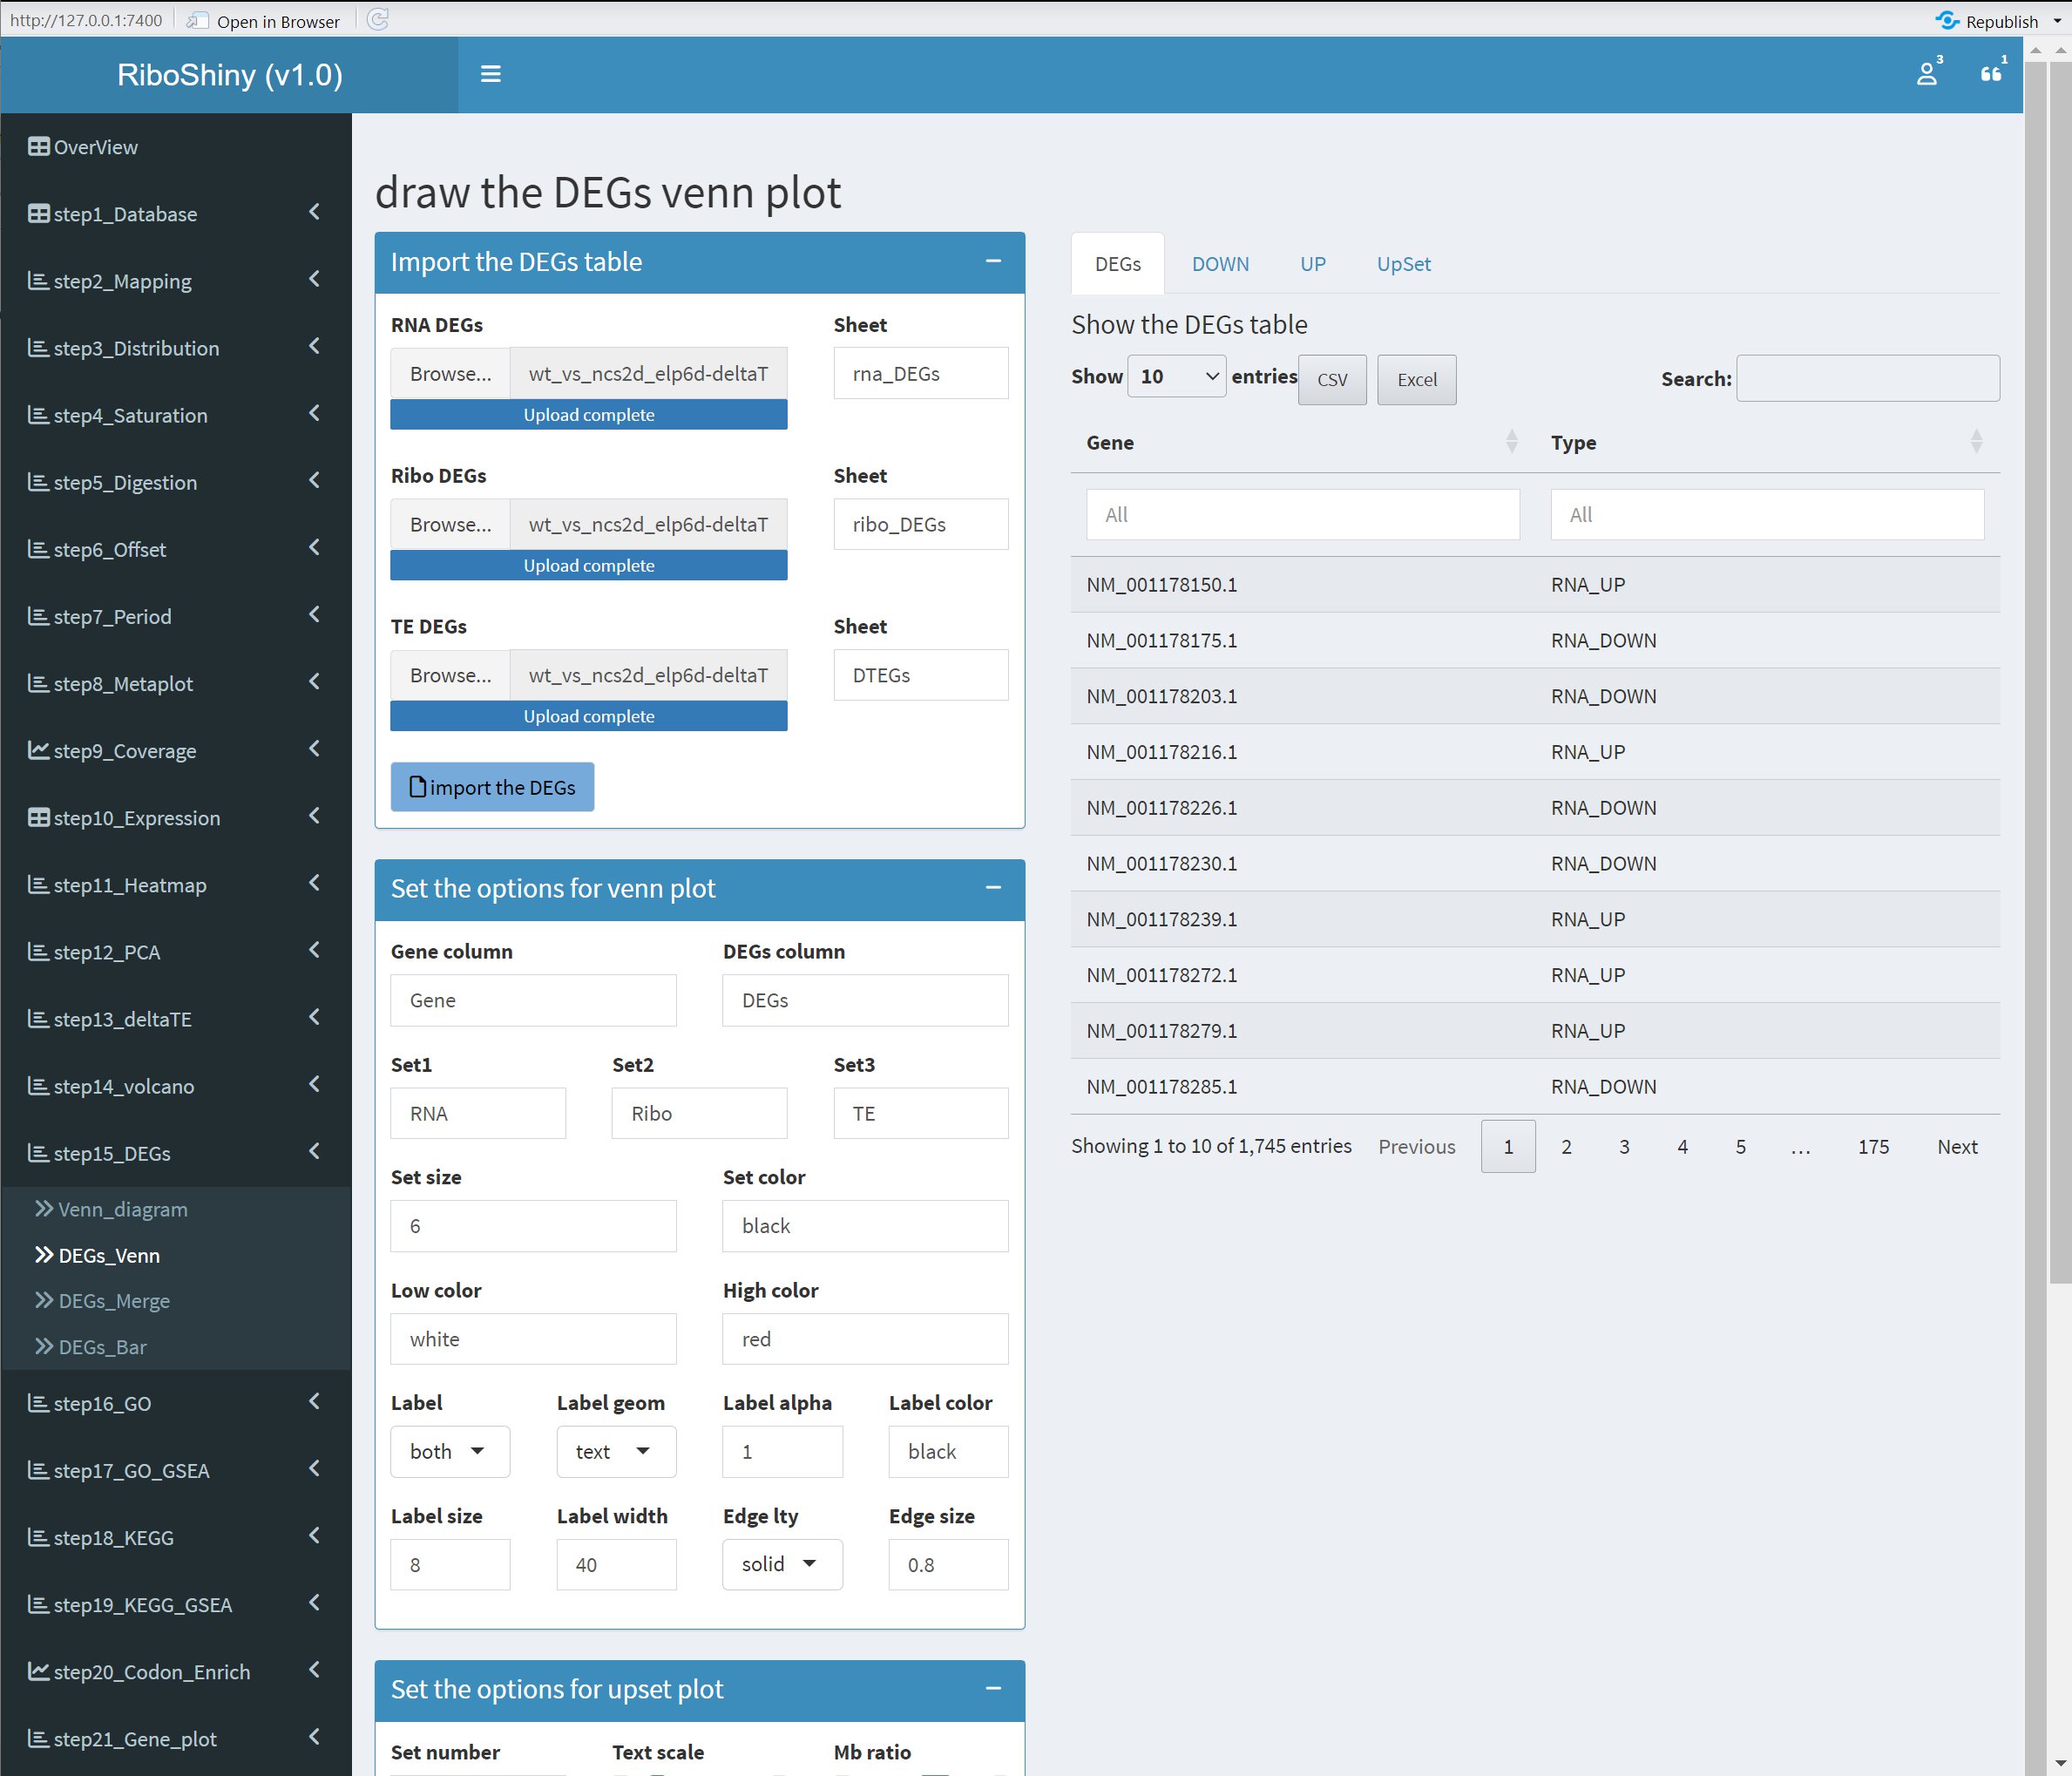 http://127.0.0.1:7400 Open in Browser Republish
RiboShiny (v1.0) 3 1
OverView
step1_Database
step2_Mapping
step3_Distribution
step4_Saturation
step5_Digestion
step6_Offset
step7_Period
step8_Metaplot
step9_Coverage
step10_Expression
step11_Heatmap
step12_PCA
step13_deltaTE
step14_volcano
step15_DEGs
Venn_diagram
DEGs_Venn
DEGs_Merge
DEGs_Bar
step16_GO
step17_GO_GSEA
step18_KEGG
step19_KEGG_GSEA
step20_Codon_Enrich
step21_Gene_plot
draw the DEGs venn plot
Import the DEGs table
RNA DEGs Sheet
Browse... wt_vs_ncs2d_elp6d-deltaT rna_DEGs
Upload complete
Ribo DEGs Sheet
Browse... wt_vs_ncs2d_elp6d-deltaT ribo_DEGs
Upload complete
TE DEGs Sheet
Browse... wt_vs_ncs2d_elp6d-deltaT DTEGs
Upload complete
import the DEGs
Set the options for venn plot
Gene column DEGs column
Gene DEGs
Set1 Set2 Set3
RNA Ribo TE
Set size Set color
6 black
Low color High color
white red
Label Label geom Label alpha Label color
both text 1 black
Label size Label width Edge lty Edge size
8 40 solid 0.8
Set the options for upset plot
Set number Text scale Mb ratio
DEGs DOWN UP UpSet
Show the DEGs table
Show 10 entries CSV Excel Search:
Gene Type
All All
NM_001178150.1 RNA_UP
NM_001178175.1 RNA_DOWN
NM_001178203.1 RNA_DOWN
NM_001178216.1 RNA_UP
NM_001178226.1 RNA_DOWN
NM_001178230.1 RNA_DOWN
NM_001178239.1 RNA_UP
NM_001178272.1 RNA_UP
NM_001178279.1 RNA_UP
NM_001178285.1 RNA_DOWN
Showing 1 to 10 of 1,745 entries Previous 1 2 3 4 5 ... 175 Next